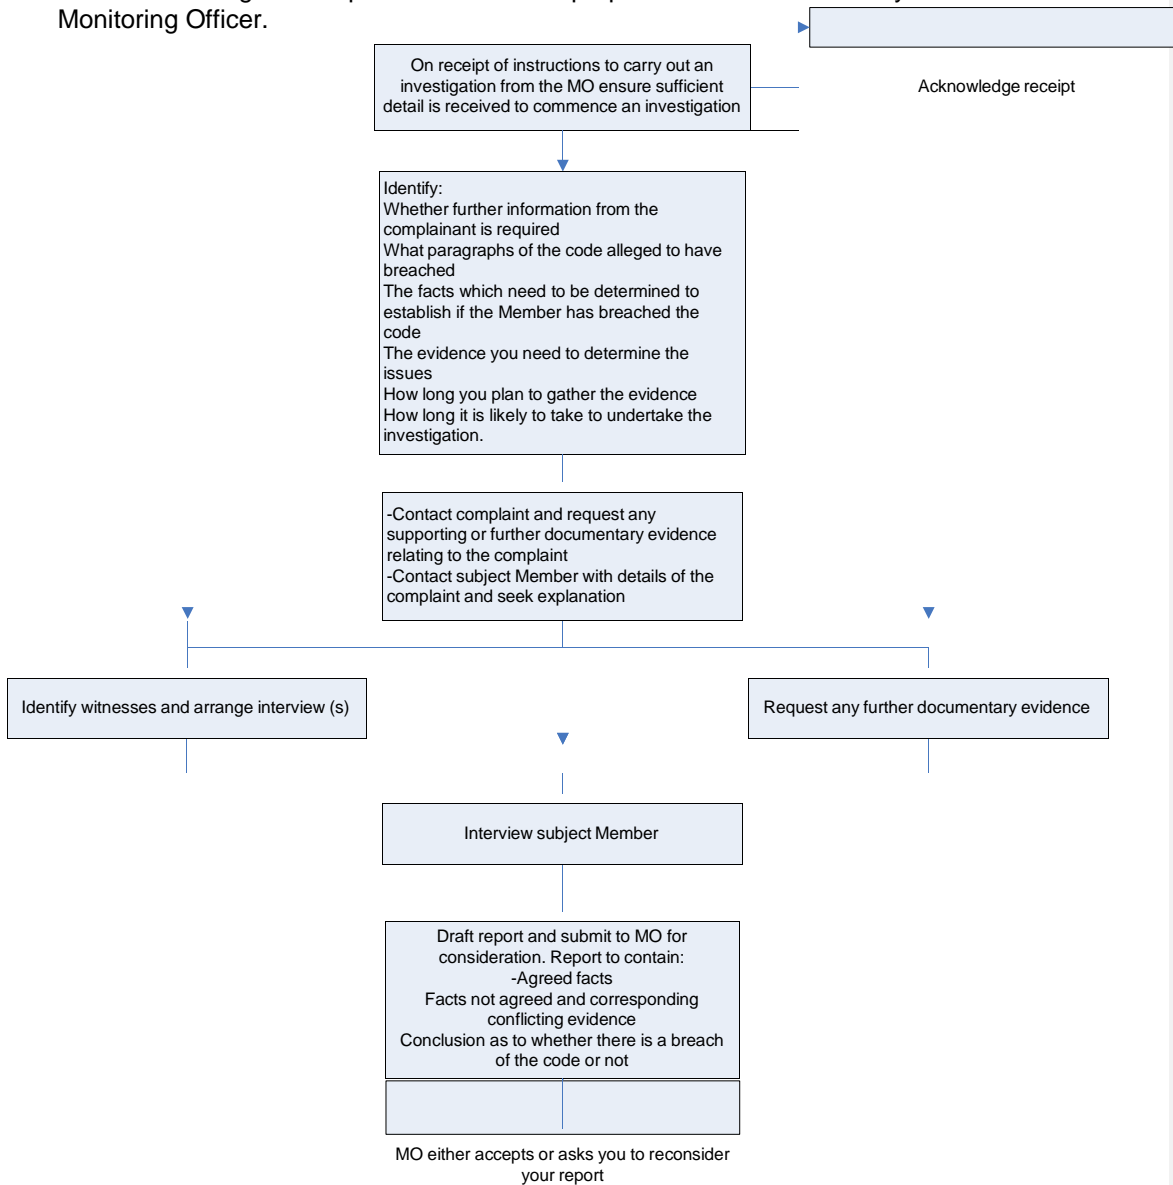 Monitoring Officer.
On receipt of instructions to carry out an
investigation from the MO ensure sufficient
detail is received to commence an investigation
Acknowledge receipt
Identify:
Whether further information from the
complainant is required
What paragraphs of the code alleged to have
breached
The facts which need to be determined to
establish if the Member has breached the
code
The evidence you need to determine the
issues
How long you plan to gather the evidence
How long it is likely to take to undertake the
investigation.
-Contact complaint and request any
supporting or further documentary evidence
relating to the complaint
-Contact subject Member with details of the
complaint and seek explanation
Identify witnesses and arrange interview (s)
Request any further documentary evidence
Interview subject Member
Draft report and submit to MO for
consideration. Report to contain:
-Agreed facts
Facts not agreed and corresponding
conflicting evidence
Conclusion as to whether there is a breach
of the code or not
MO either accepts or asks you to reconsider
your report